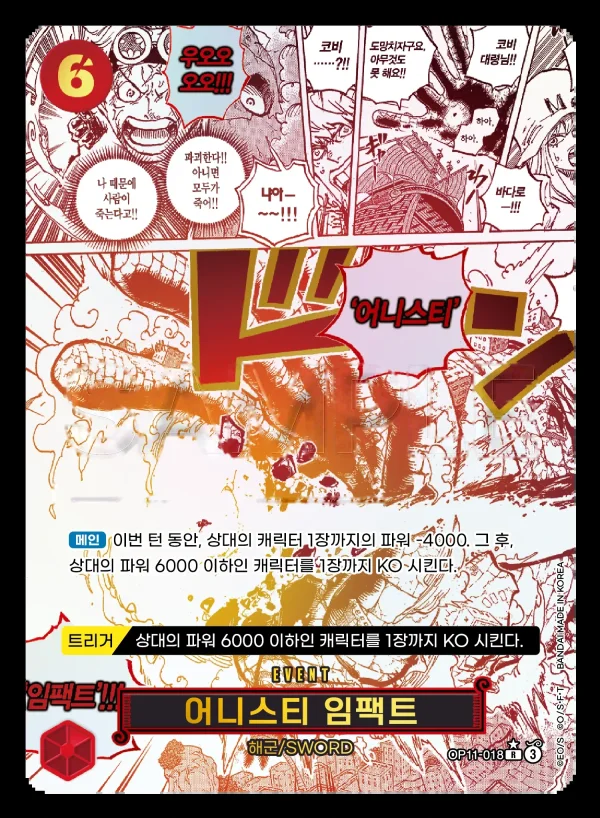 6
우오오
오오!!!
코비
……?!!
도망치자구요,
아무것도
못 해요!!
코비
대령님!!
하아,
하아.
나 때문에
사람이
죽는다고!!
파괴한다!!
아니면
모두가
죽어!!
냐아—
~~!!!
바다로
—!!!
ドン
'어니스티'
SAMPLE
메인 이번 턴 동안, 상대의 캐릭터 1장까지의 파워 -4000. 그 후,
상대의 파워 6000 이하인 캐릭터를 1장까지 KO 시킨다.
트리거 상대의 파워 6000 이하인 캐릭터를 1장까지 KO 시킨다.
임팩트'!!
EVENT
어니스티 임팩트
해군/SWORD
OP11-018 R 3
©E.O./S. ©O./S.·F·T. BANDAI MADE IN KOREA